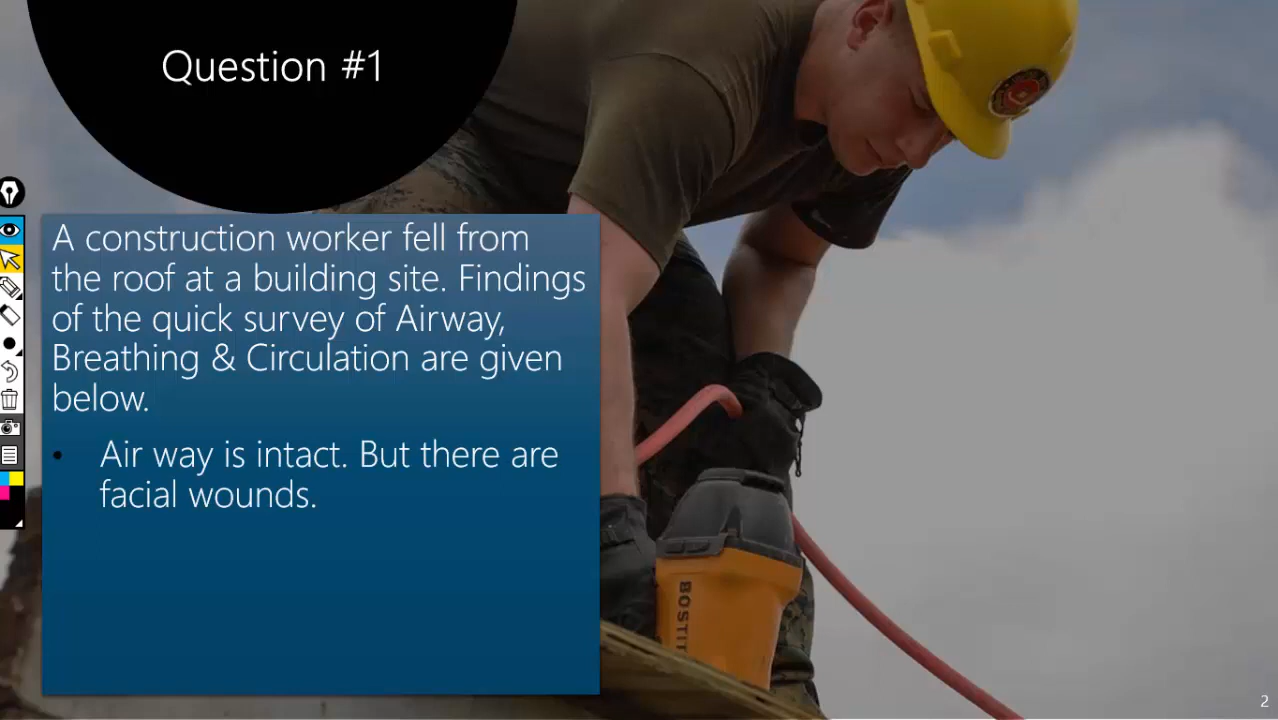 Question #1
A construction worker fell from
the roof at a building site. Findings
of the quick survey of Airway,
Breathing & Circulation are given
below.
• Air way is intact. But there are
facial wounds.
BOSTIT
2